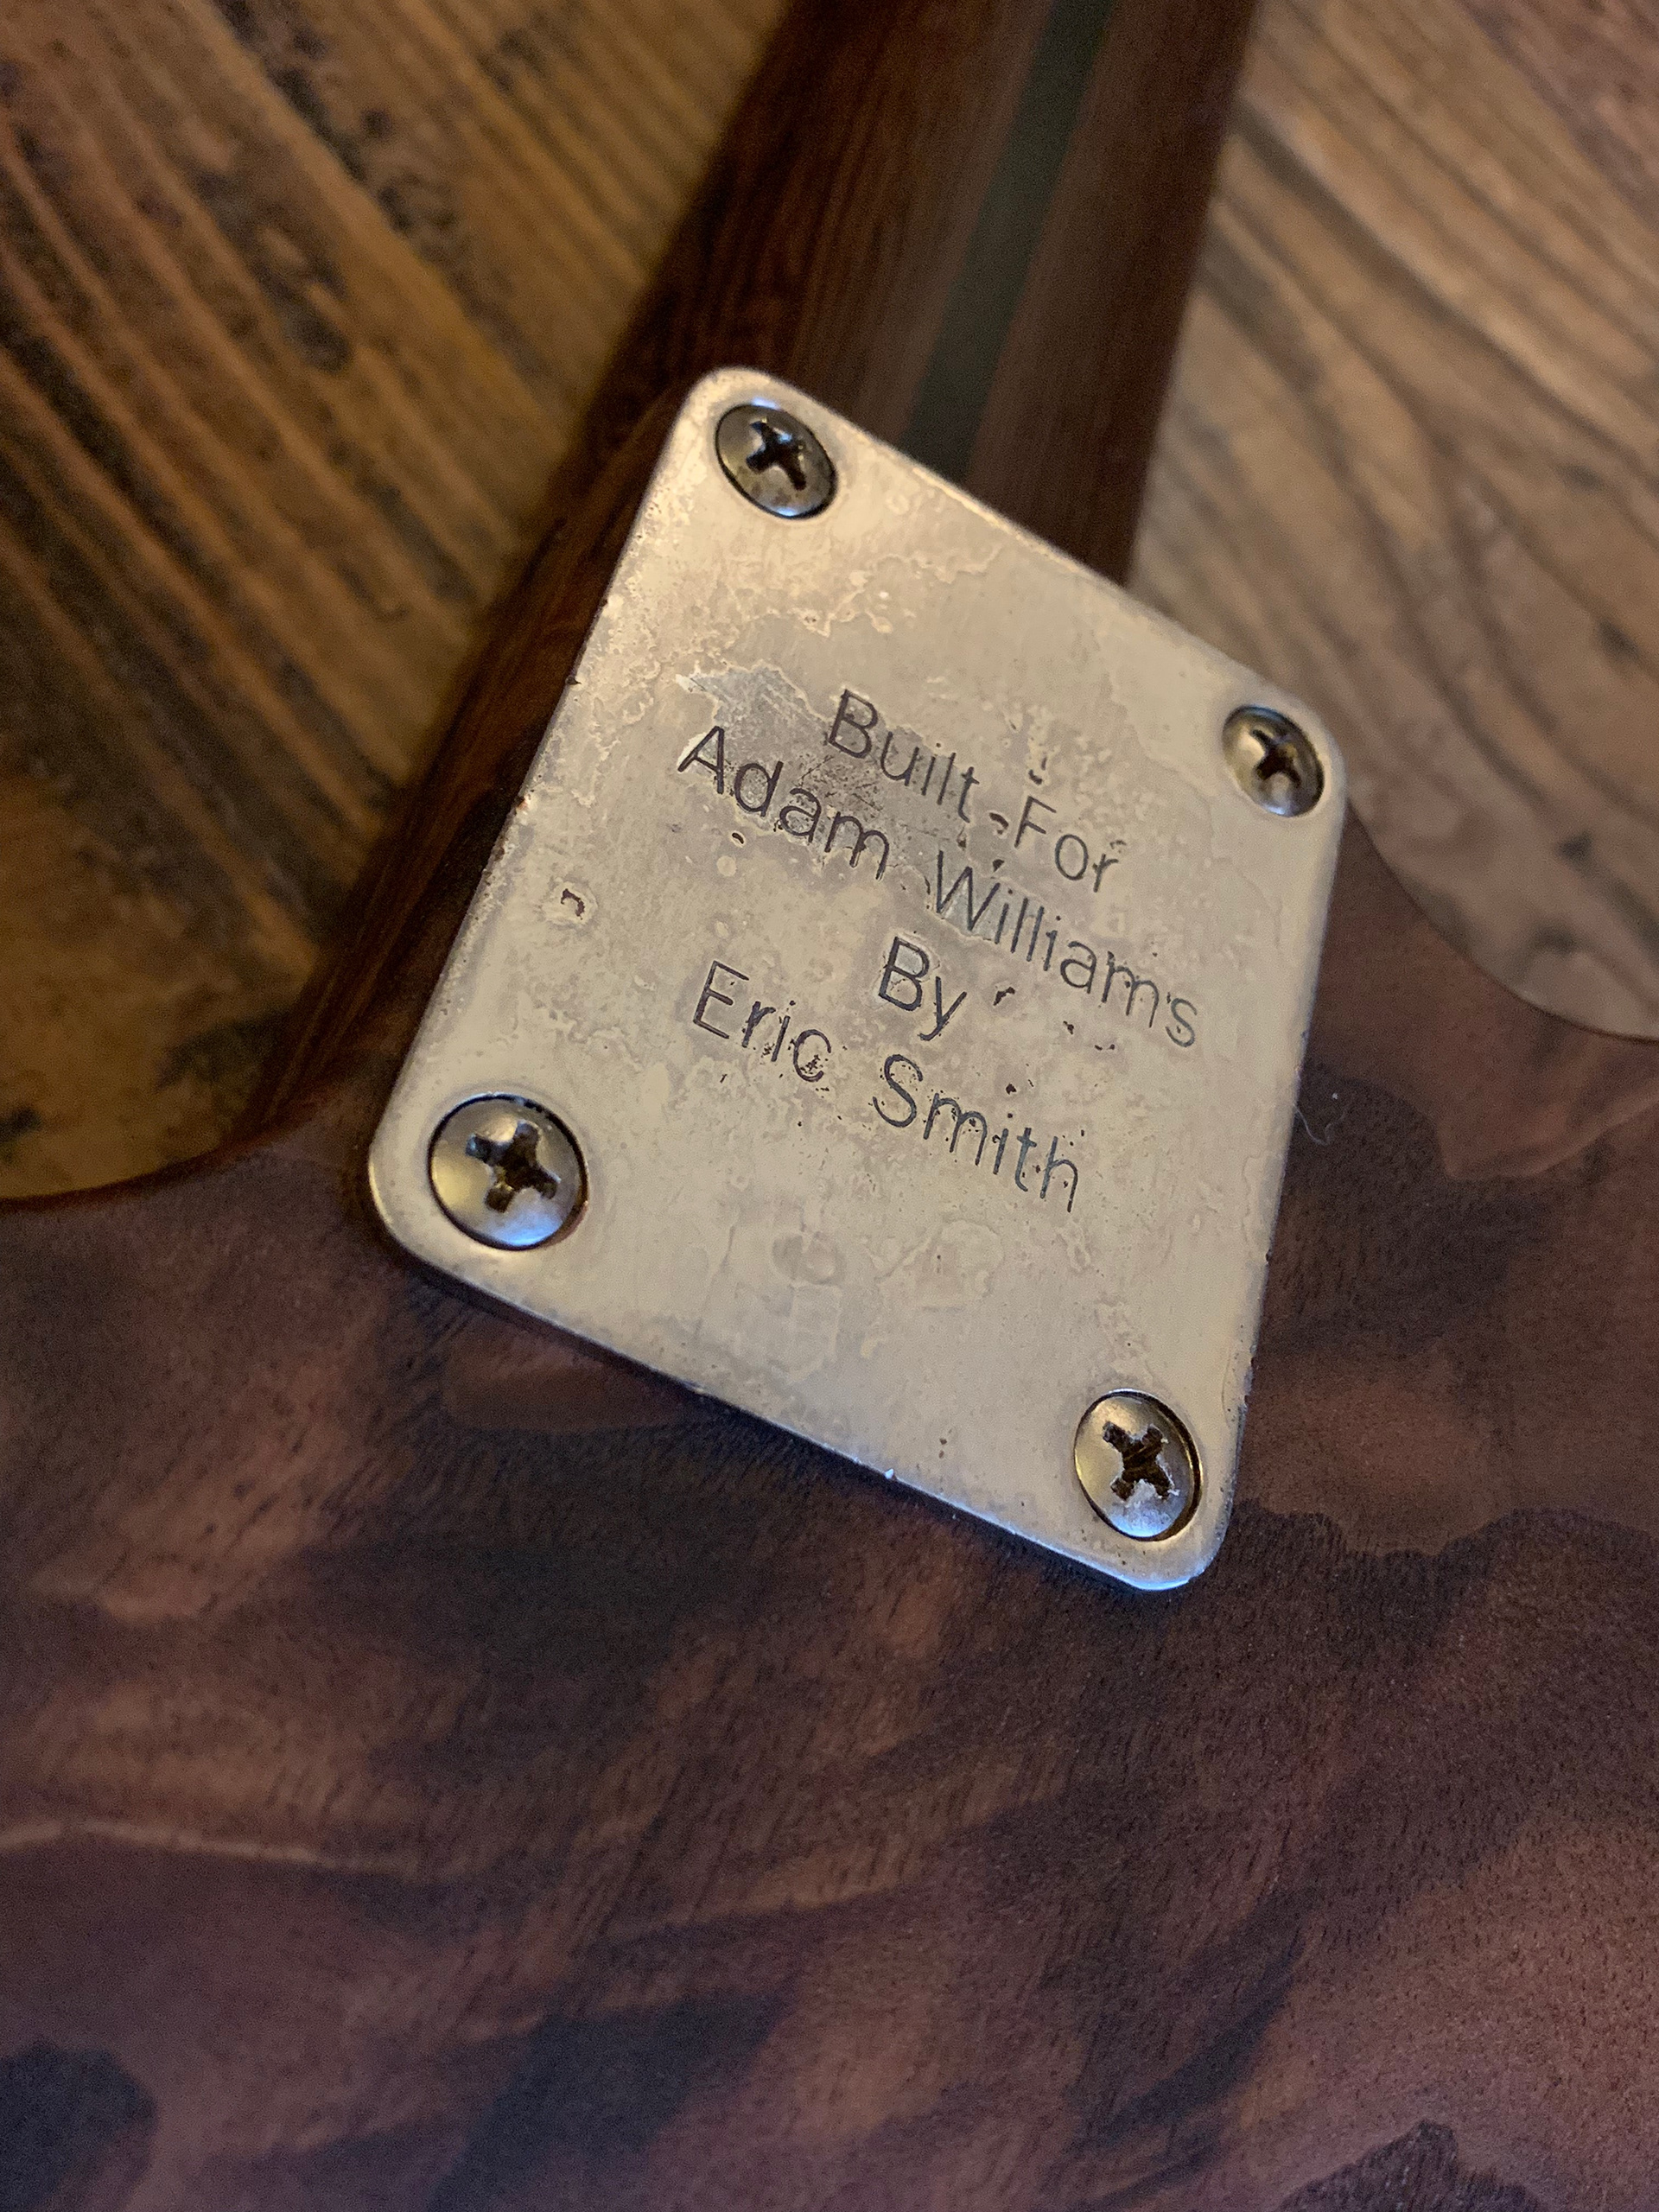 Built For
Adam Williams
By
Eric Smith